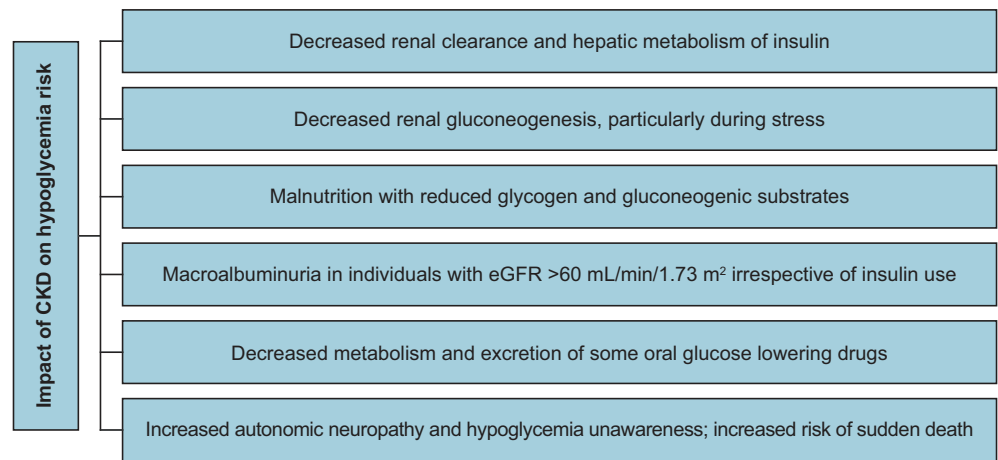 Impact of CKD on hypoglycemia risk
Decreased renal clearance and hepatic metabolism of insulin
Decreased renal gluconeogenesis, particularly during stress
Malnutrition with reduced glycogen and gluconeogenic substrates
Macroalbuminuria in individuals with eGFR >60 mL/min/1.73 m² irrespective of insulin use
Decreased metabolism and excretion of some oral glucose lowering drugs
Increased autonomic neuropathy and hypoglycemia unawareness; increased risk of sudden death